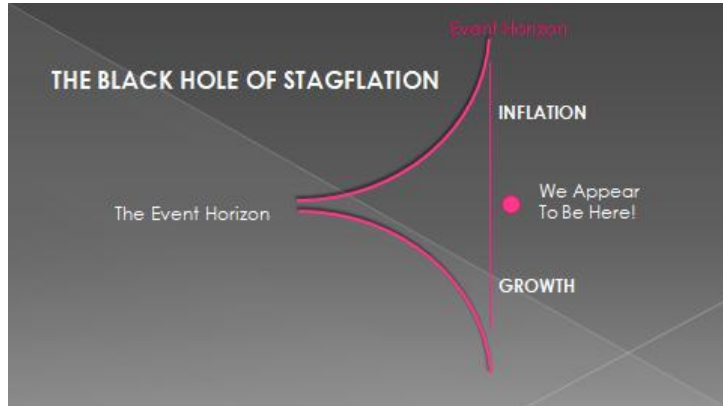 Event Horizon
THE BLACK HOLE OF STAGFLATION
INFLATION
The Event Horizon
We Appear
To Be Here!
GROWTH